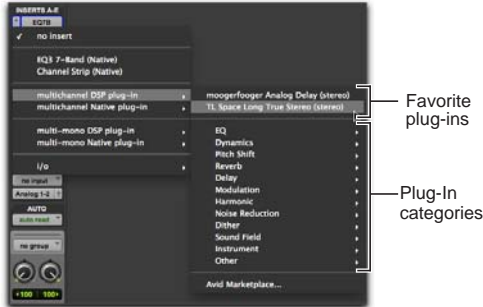 INSERTS A-E
EQ7B
✓ no insert
EQ3 7-Band (Native)
Channel Strip (Native)
multichannel DSP plug-in
multichannel Native plug-in
multi-mono DSP plug-in
multi-mono Native plug-in
i/o
moogerfooger Analog Delay (stereo)
TL Space Long True Stereo (stereo)
EQ
Dynamics
Pitch Shift
Reverb
Delay
Modulation
Harmonic
Noise Reduction
Dither
Sound Field
Instrument
Other
Avid Marketplace...
Favorite
plug-ins
Plug-In
categories
no input
Analog 1-2
AUTO
auto read
no group
+100 100+